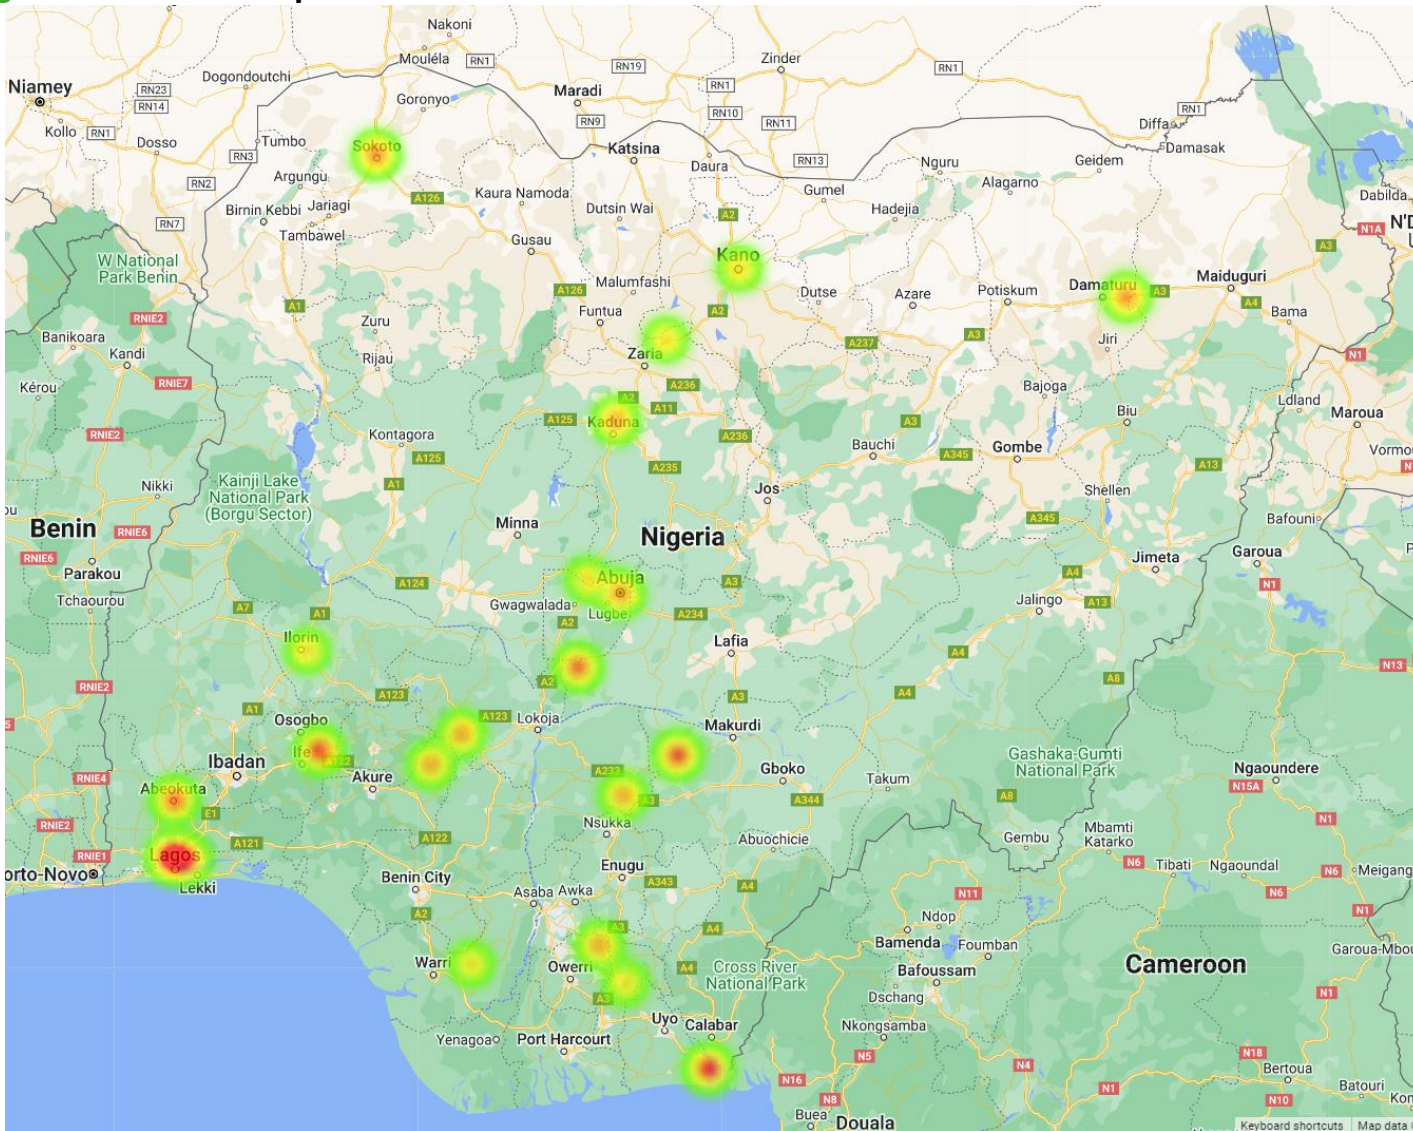 Nakoni
Mouléla
RN1
RN19
Zinder
RN1
Dogondoutchi
Niamey
RN23
RN14
Goronyo
Maradi
RN1
RN10
RN9
RN11
RN1
Diffa
Kollo
RN1
Dosso
Tumbo
RN3
Sokoto
Katsina
Daura
RN13
Nguru
Geidem
Damasak
RN2
Argungu
A126
Kaura Namoda
Gumel
Alagarno
Dabilda
Birnin Kebbi
Jariagi
RN7
Tambawel
Dutsin Wai
A2
Hadejia
N1A
Gusau
A3
W National
Park Benin
Kano
Malumfashi
A126
Dutse
Azare
Potiskum
Damaturu
A3
Maiduguri
A4
A1
Funtua
A2
Bama
RNIE2
Zuru
Banikoara
Kandi
Rijau
Zaria
A237
A3
Jiri
N1
Kérou
RNIE7
A236
Bajoga
A2
A11
Ldland
Maroua
A125
Kaduna
A3
Biu
RNIE2
Kontagora
A236
Bauchi
Gombe
A345
Vormo
A125
A235
A13
Nikki
Kainji Lake
National Park
(Borgu Sector)
A1
Jos
Shellen
Benin
RNIE6
Minna
Nigeria
A345
Bafouni
RNIE6
Parakou
Jimeta
Garoua
N1
Tchaourou
A124
Abuja
A3
A4
A13
A7
A1
Gwagwalada
Lugbe
A234
Jalingo
A2
Ilorin
Lafia
A4
N13
RNIE2
A2
A8
A123
A3
A4
A1
Osogbo
A123
Lokoja
Makurdi
Ife
A122
Ibadan
Akure
A233
Gboko
Gashaka-Gumti
National Park
Ngaoundere
RNIE4
Abeokuta
Takum
N15A
A3
A344
A8
E1
Nsukka
N1
RNIE2
A122
Abuochicie
Gembu
Mbamti
Katarko
A121
RNIE1
Lagos
N6
Tibati
Ngaoundal
N6
Meigang
orto-Novo
Lekki
Benin City
Enugu
A343
A4
N11
N6
Asaba
Awka
A2
A3
Ndop
N1
A4
Bamenda
Foumban
Garoua-Bou
Warri
Owerri
A4
Cross River
National Park
Bafoussam
Cameroon
A3
Dschang
N1
Uyo
Calabar
Nkongsamba
Yenagoa
Port Harcourt
N5
N18
N4
Bertoua
N16
N1
Batouri
N8
N10
Kon
Buea
Douala
Keyboard shortcuts
Map data